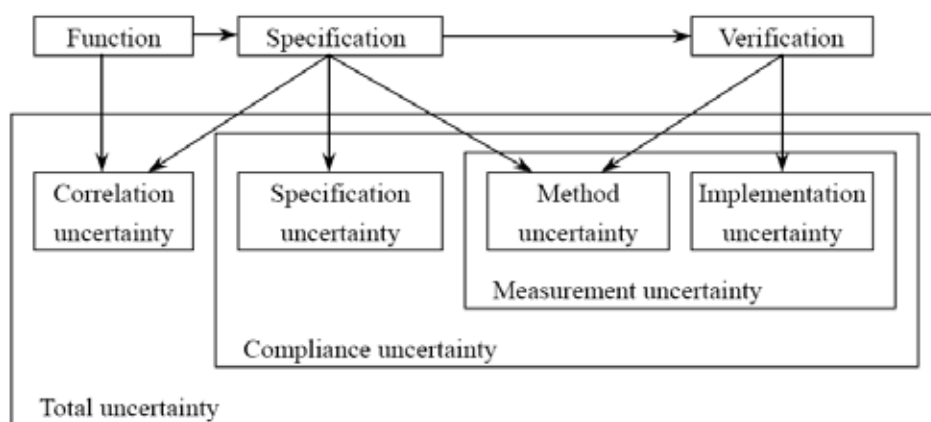 Function
Specification
Verification
Correlation
uncertainty
Specification
uncertainty
Method
uncertainty
Implementation
uncertainty
Measurement uncertainty
Compliance uncertainty
Total uncertainty